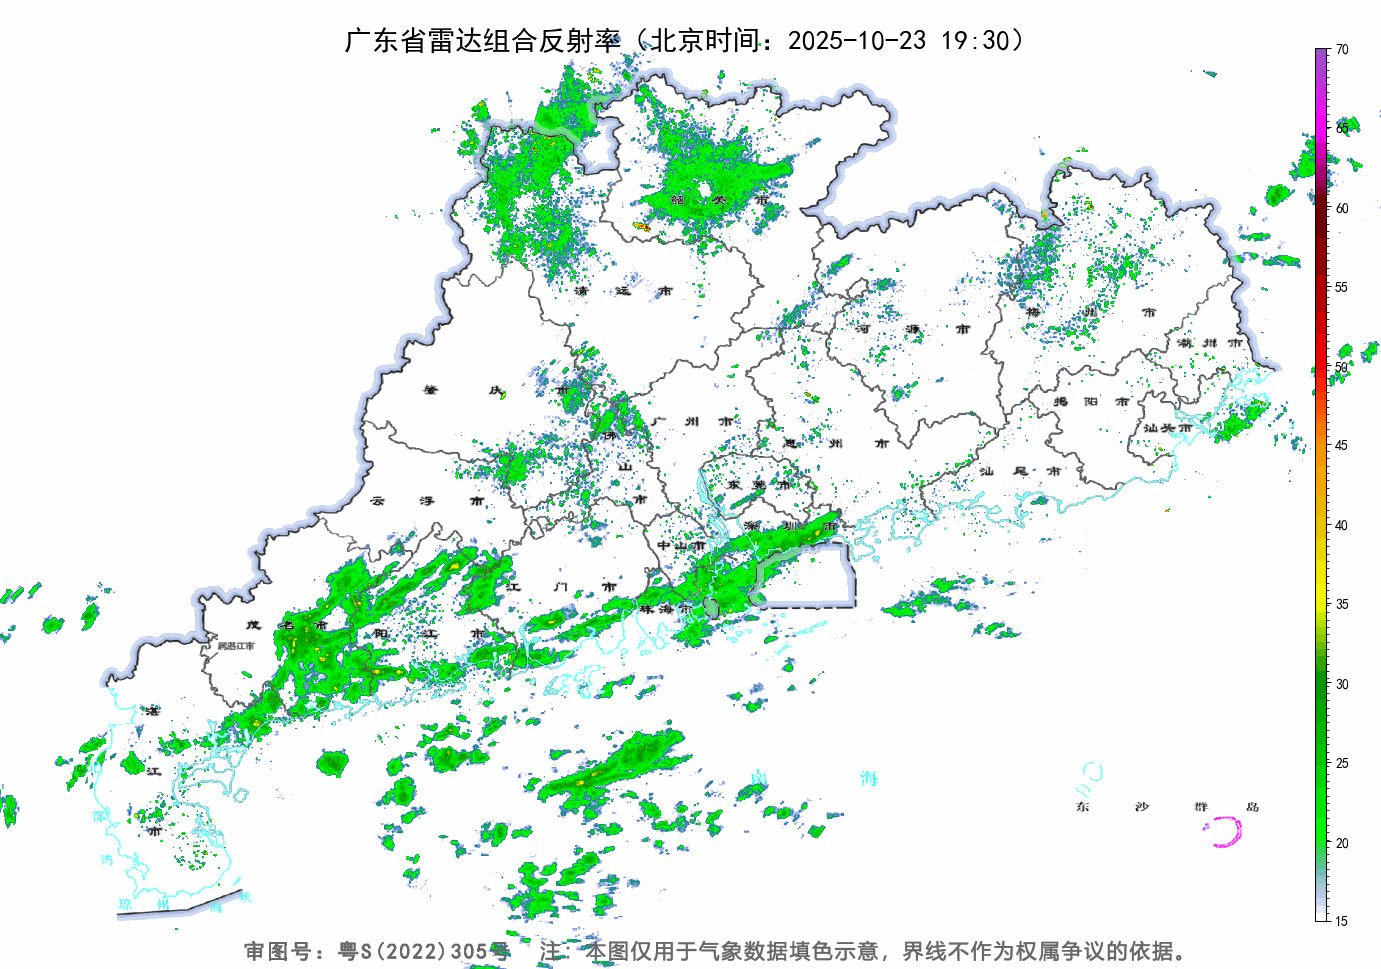 广东省雷达组合反射率（北京时间：2025-10-23 19:30）
70
65
60
55
50
45
40
35
30
25
20
15
韶 关 市
清 远 市
河 源 市
梅 州 市
潮 州 市
肇 庆 市
广 州 市
揭 阳 市
汕头市
佛 山 市
惠 州 市
云 浮 市
东 莞 市
汕 尾 市
深 圳 市
中山市
江 门 市
珠海市
茂 名 市
阳 江 市
属湛江市
湛 江 市
南 海
东 沙 群 岛
琼 州 海 峡
审图号：粤S(2022)305号 注：本图仅用于气象数据填色示意，界线不作为权属争议的依据。